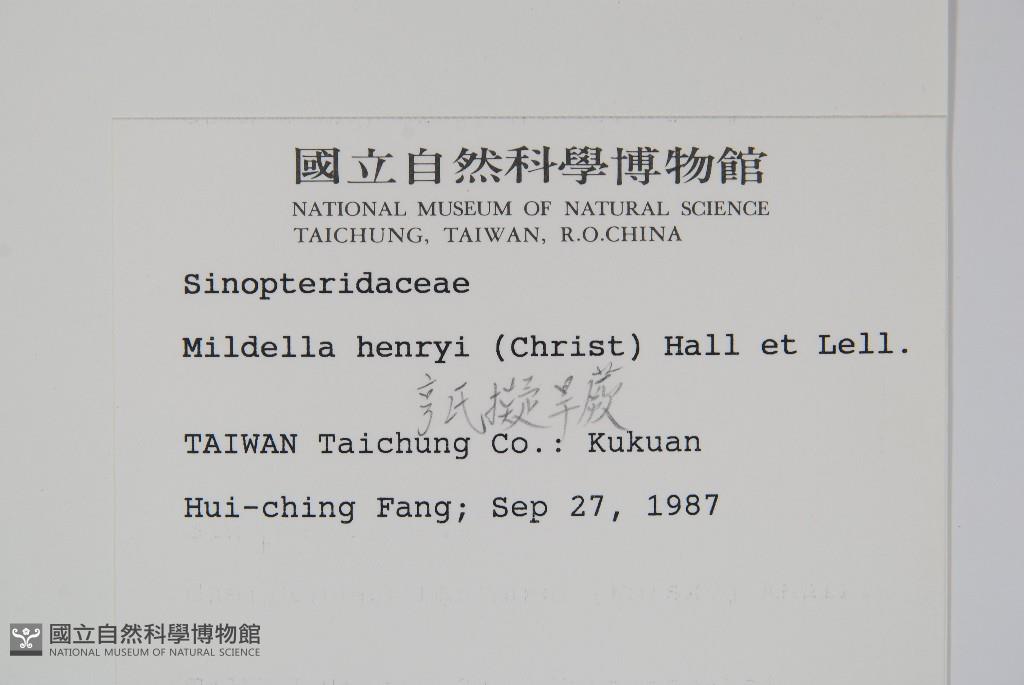 國立自然科學博物館
NATIONAL MUSEUM OF NATURAL SCIENCE
TAICHUNG, TAIWAN, R.O.CHINA
Sinopteridaceae
Mildella henryi (Christ) Hall et Lell.
亨氏擬旱蕨
TAIWAN Taichung Co.: Kukuan
Hui-ching Fang; Sep 27, 1987
國立自然科學博物館
NATIONAL MUSEUM OF NATURAL SCIENCE